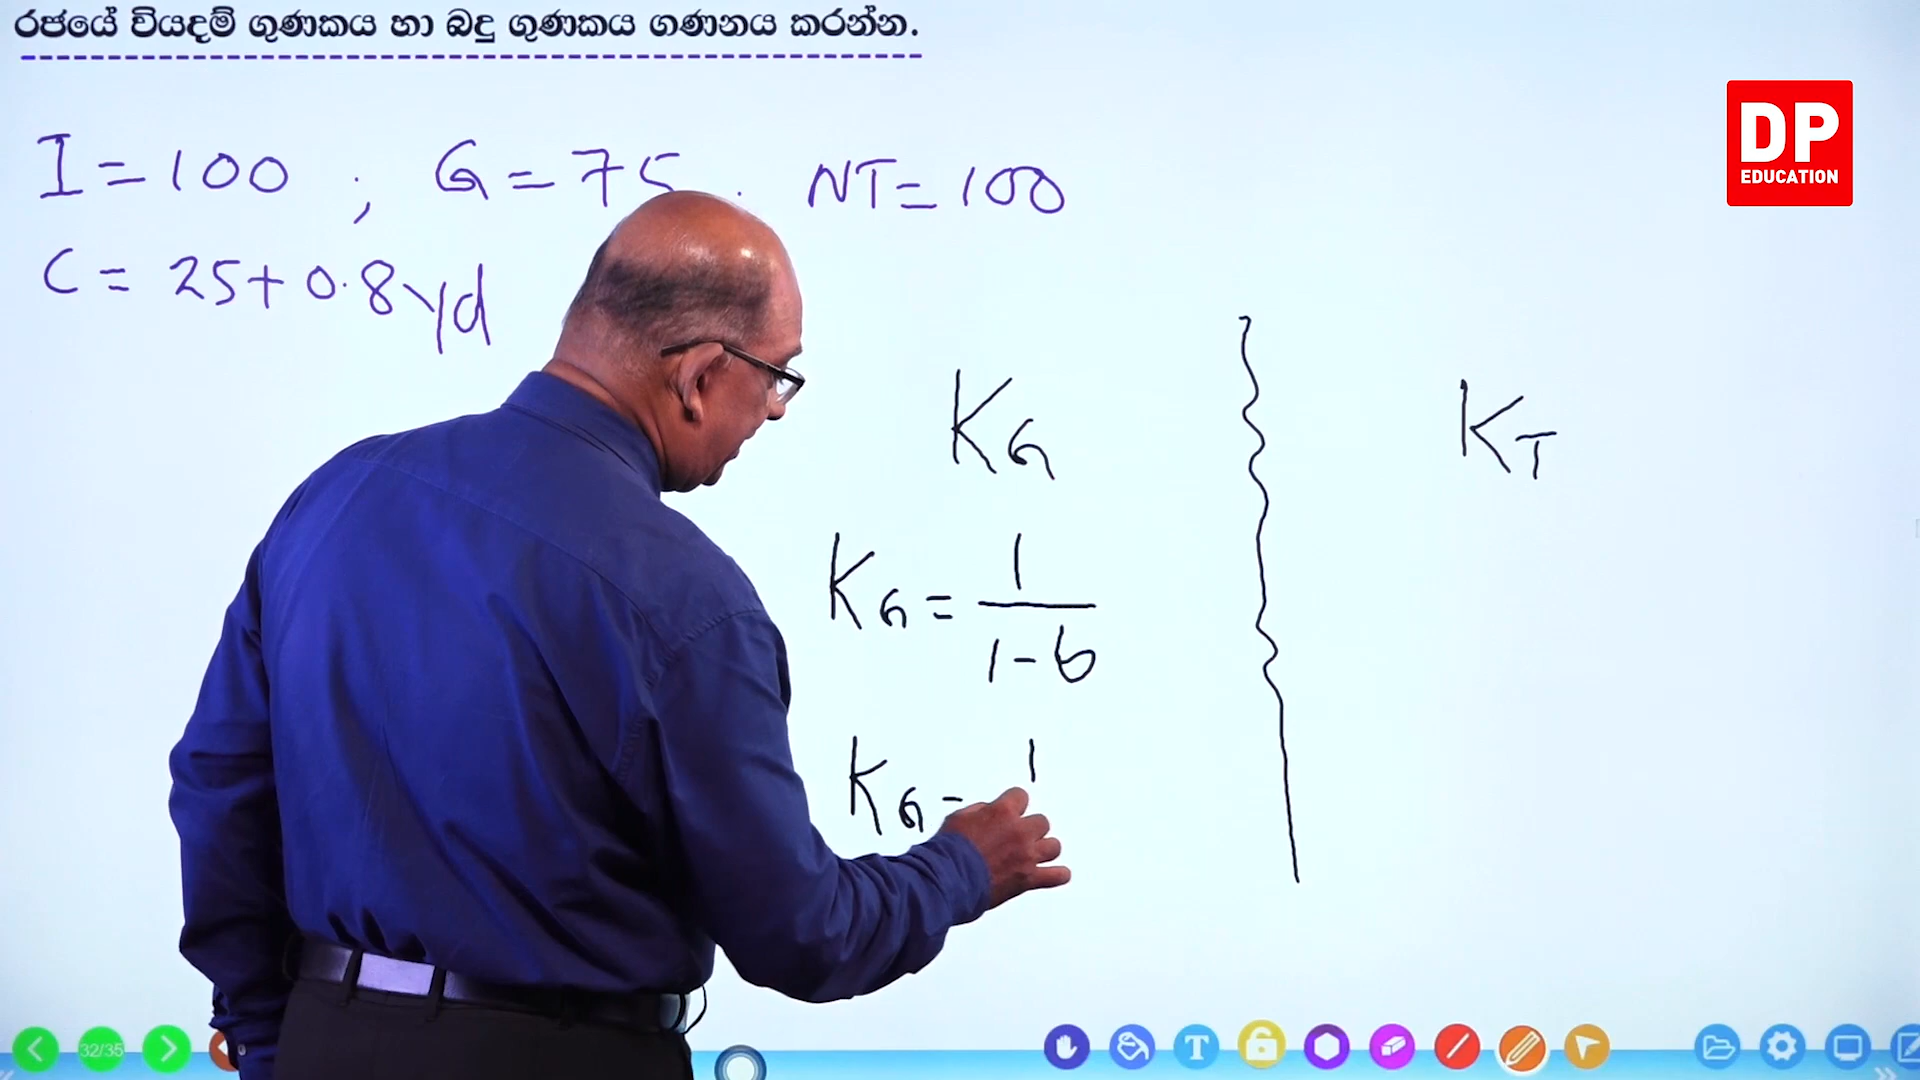 රජයේ වියදම් ගුණකය හා බදු ගුණකය ගණනය කරන්න.
DP
EDUCATION
I = 100 ; G = 75 NT = 100
C = 25 + 0.8yd
KG
KT
KG = 1
1 - b
KG = 1
32/35
T